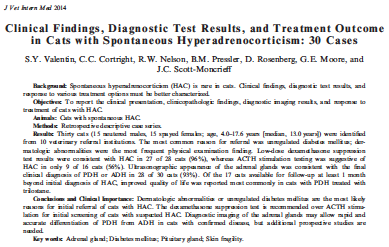 J Vet Intern Med 2014
Clinical Findings, Diagnostic Test Results, and Treatment Outcome
in Cats with Spontaneous Hyperadrenocorticism: 30 Cases
S.Y. Valentin, C.C. Cortright, R.W. Nelson, B.M. Pressler, D. Rosenberg, G.E. Moore, and
J.C. Scott-Moncrieff
Background: Spontaneous hyperadrenocorticism (HAC) is rare in cats. Clinical findings, diagnostic test results, and
response to various treatment options must be better characterized.
Objectives: To report the clinical presentation, clinicopathologic findings, diagnostic imaging results, and response to
treatment of cats with HAC.
Animals: Cats with spontaneous HAC.
Methods: Retrospective descriptive case series.
Results: Thirty cats (15 neutered males, 15 spayed females; age, 4.0-17.6 years [median, 13.0 years]) were identified
from 10 veterinary referral institutions. The most common reason for referral was unregulated diabetes mellitus; der-
matologic abnormalities were the most frequent physical examination finding. Low-dose dexamethasone suppression
test results were consistent with HAC in 27 of 28 cats (96%), whereas ACTH stimulation testing was suggestive of
HAC in only 9 of 16 cats (56%). Ultrasonographic appearance of the adrenals was consistent with the final
clinical diagnosis of PDH or ADH in 28 of 30 cats (93%). Of the 17 cats available for follow-up at least 1 month
beyond initial diagnosis of HAC, improved quality of life was reported most commonly in cats with PDH treated with
trilostane.
Conclusions and Clinical Importance: Dermatologic abnormalities or unregulated diabetes mellitus are the most likely
reasons for initial referral of cats with HAC. The dexamethasone suppression test is recommended over ACTH stimu-
lation for initial screening of cats with suspected HAC. Diagnostic imaging of the adrenals may allow rapid and
accurate differentiation of PDH from ADH in cats with confirmed disease, but additional prospective studies are
needed.
Key words: Adrenal gland; Diabetes mellitus; Pituitary gland; Skin fragility.